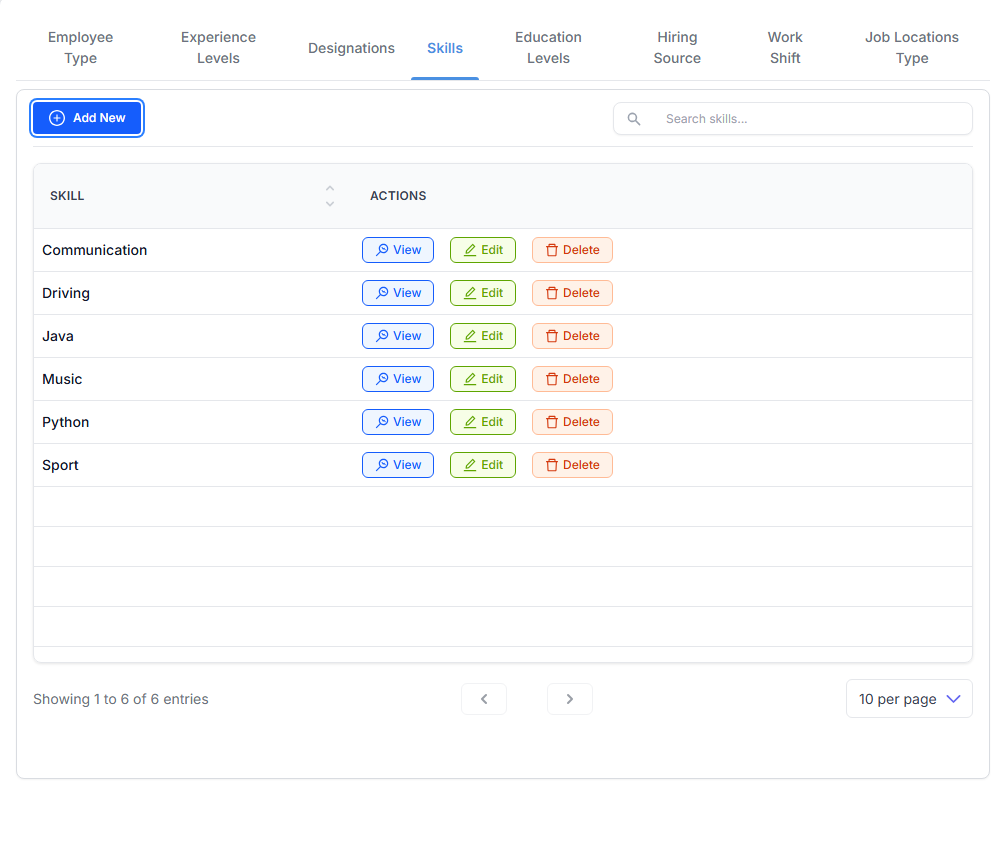 Employee Type
Experience Levels
Designations
Skills
Education Levels
Hiring Source
Work Shift
Job Locations Type
Add New
Search skills...
SKILL
ACTIONS
Communication View Edit Delete
Driving View Edit Delete
Java View Edit Delete
Music View Edit Delete
Python View Edit Delete
Sport View Edit Delete
Showing 1 to 6 of 6 entries
10 per page